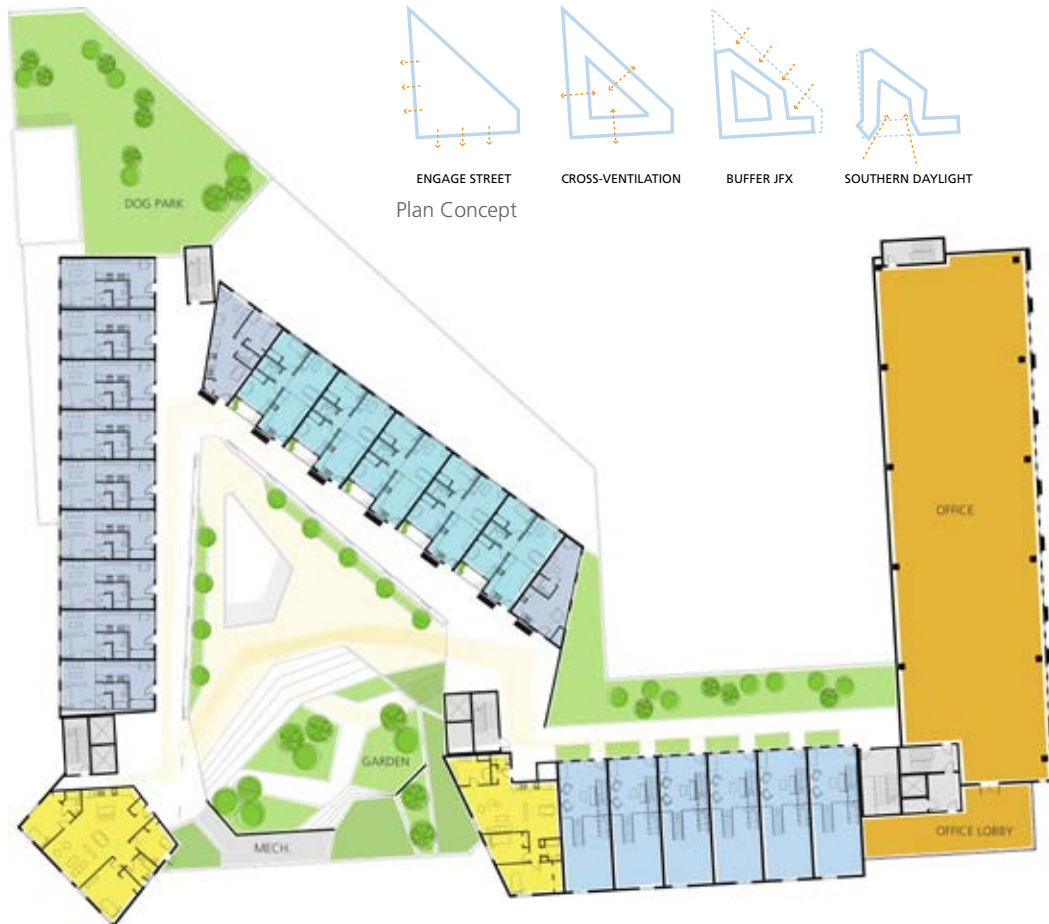 ENGAGE STREET
CROSS-VENTILATION
BUFFER JFX
SOUTHERN DAYLIGHT
Plan Concept
DOG PARK
OFFICE
GARDEN
OFFICE LOBBY
MECH.